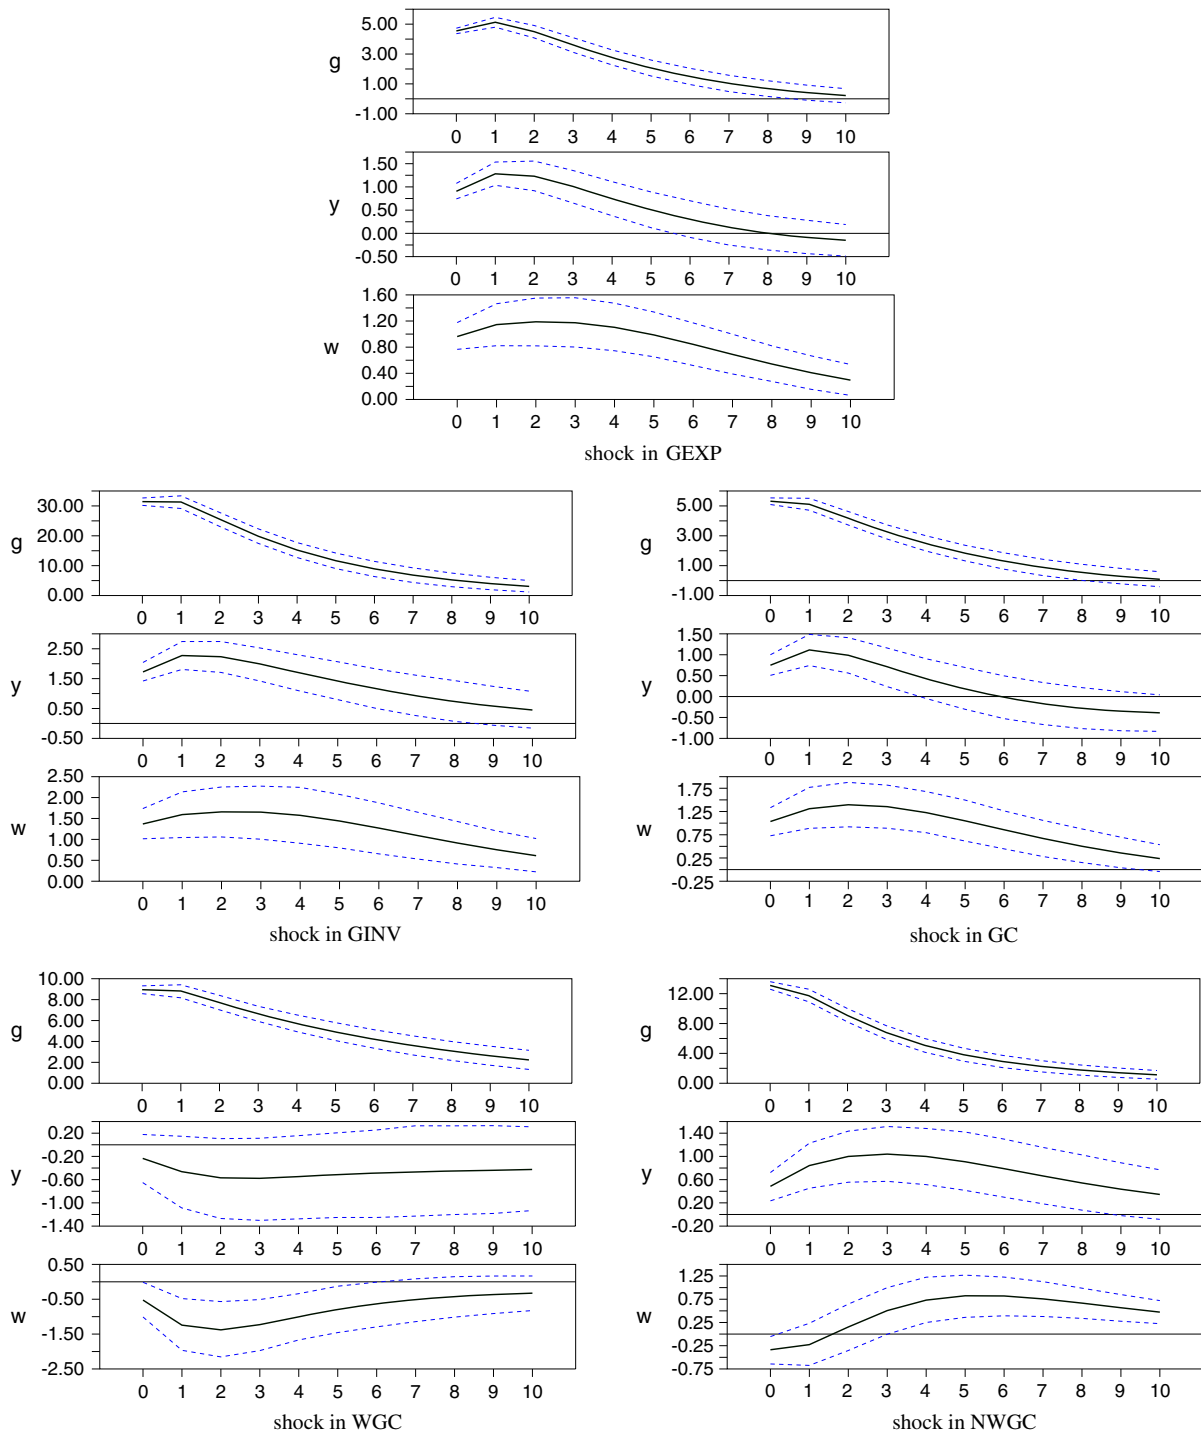 g
5.00
3.00
1.00
-1.00
0 1 2 3 4 5 6 7 8 9 10
y
1.50
1.00
0.50
0.00
-0.50
0 1 2 3 4 5 6 7 8 9 10
w
1.60
1.20
0.80
0.40
0.00
0 1 2 3 4 5 6 7 8 9 10
shock in GEXP
g
30.00
20.00
10.00
0.00
0 1 2 3 4 5 6 7 8 9 10
y
2.50
1.50
0.50
-0.50
0 1 2 3 4 5 6 7 8 9 10
w
2.50
2.00
1.50
1.00
0.50
0.00
0 1 2 3 4 5 6 7 8 9 10
shock in GINV
g
5.00
3.00
1.00
-1.00
0 1 2 3 4 5 6 7 8 9 10
y
1.50
1.00
0.50
0.00
-0.50
-1.00
0 1 2 3 4 5 6 7 8 9 10
w
1.75
1.25
0.75
0.25
-0.25
0 1 2 3 4 5 6 7 8 9 10
shock in GC
g
10.00
8.00
6.00
4.00
2.00
0.00
0 1 2 3 4 5 6 7 8 9 10
y
0.20
-0.20
-0.60
-1.00
-1.40
0 1 2 3 4 5 6 7 8 9 10
w
0.50
-0.50
-1.50
-2.50
0 1 2 3 4 5 6 7 8 9 10
shock in WGC
g
12.00
8.00
4.00
0.00
0 1 2 3 4 5 6 7 8 9 10
y
1.40
1.00
0.60
0.20
-0.20
0 1 2 3 4 5 6 7 8 9 10
w
1.25
0.75
0.25
-0.25
-0.75
0 1 2 3 4 5 6 7 8 9 10
shock in NWGC